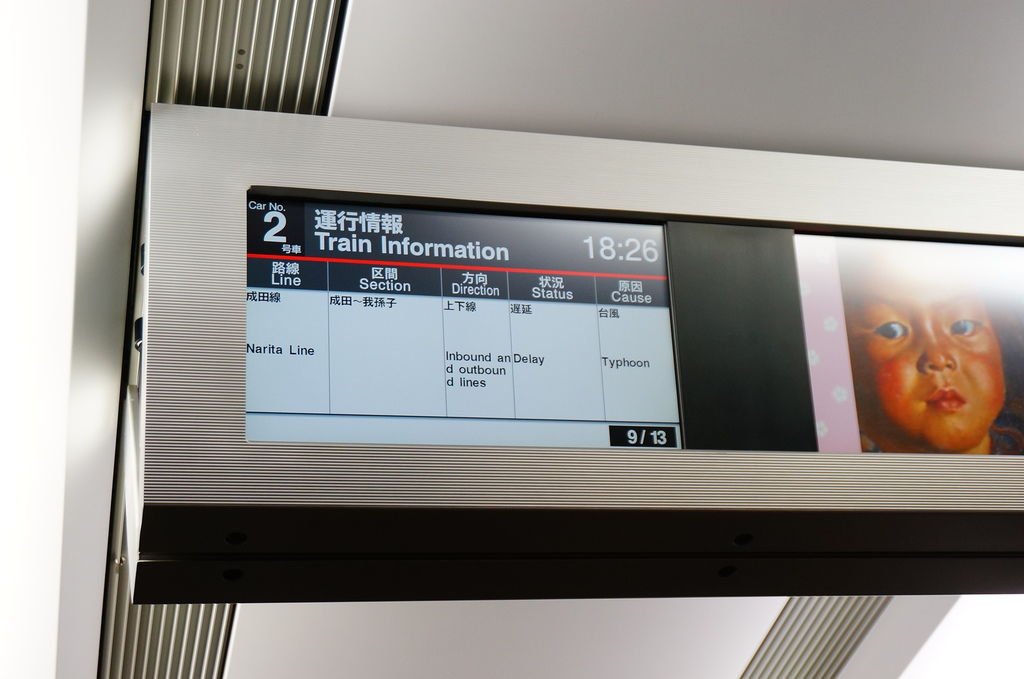 Car No.
2
号車
運行情報
Train Information
18:26
路線
Line
区間
Section
方向
Direction
状況
Status
原因
Cause
成田線
成田～我孫子
上下線
遅延
台風
Narita Line
Inbound an
d outboun
d lines
Delay
Typhoon
9/13